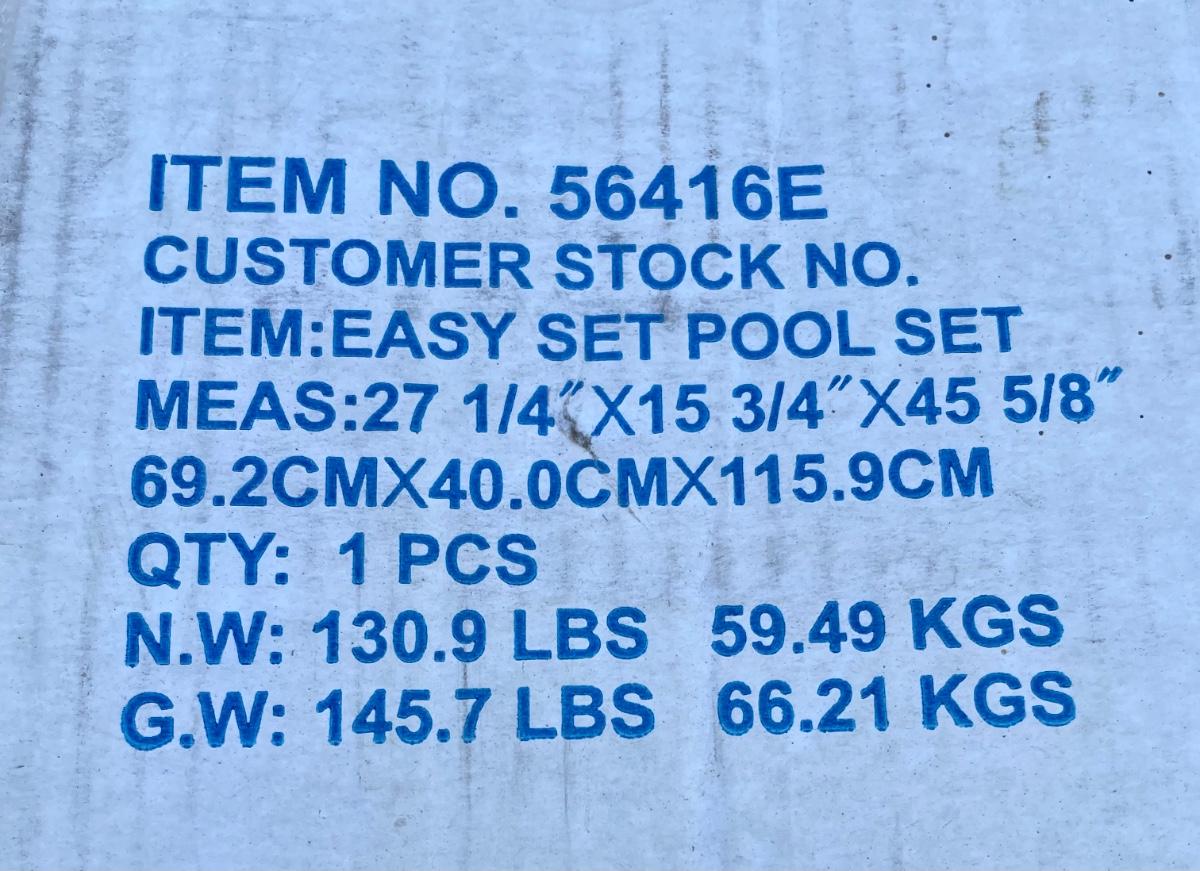 ITEM NO. 56416E
CUSTOMER STOCK NO.
ITEM:EASY SET POOL SET
MEAS:27 1/4″X15 3/4″X45 5/8″
69.2CMX40.0CMX115.9CM
QTY: 1 PCS
N.W: 130.9 LBS 59.49 KGS
G.W: 145.7 LBS 66.21 KGS